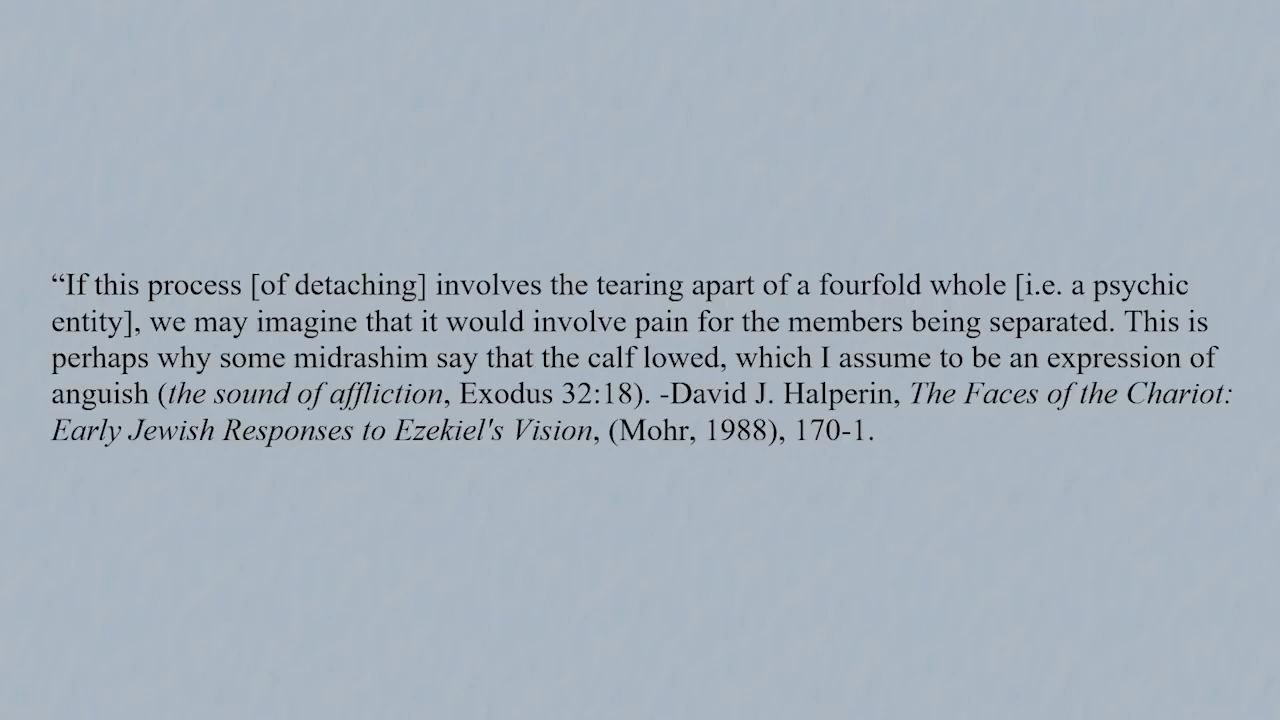 “If this process [of detaching] involves the tearing apart of a fourfold whole [i.e. a psychic
entity], we may imagine that it would involve pain for the members being separated. This is
perhaps why some midrashim say that the calf lowed, which I assume to be an expression of
anguish (the sound of affliction, Exodus 32:18). -David J. Halperin, The Faces of the Chariot:
Early Jewish Responses to Ezekiel's Vision, (Mohr, 1988), 170-1.